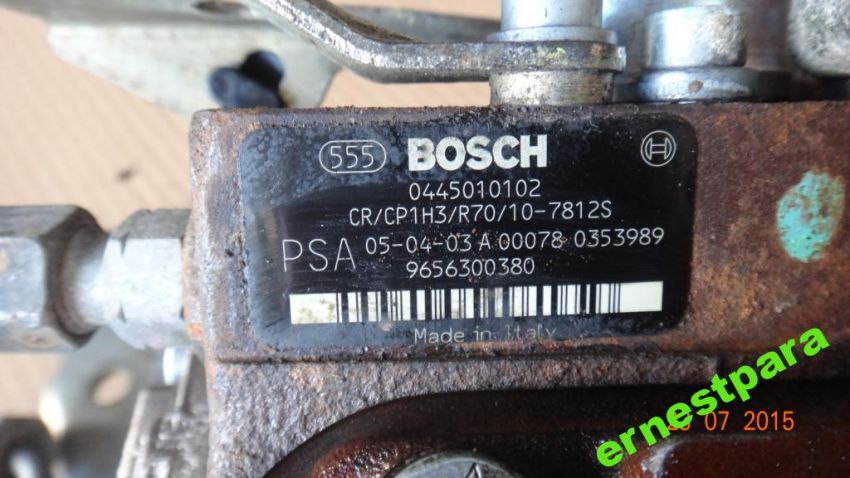 555 BOSCH
0445010102
CR/CP1H3/R70/10-7812S
PSA 05-04-03 A 00078 0353989
9656300380
Made in Italy
ernestpara
07 2015